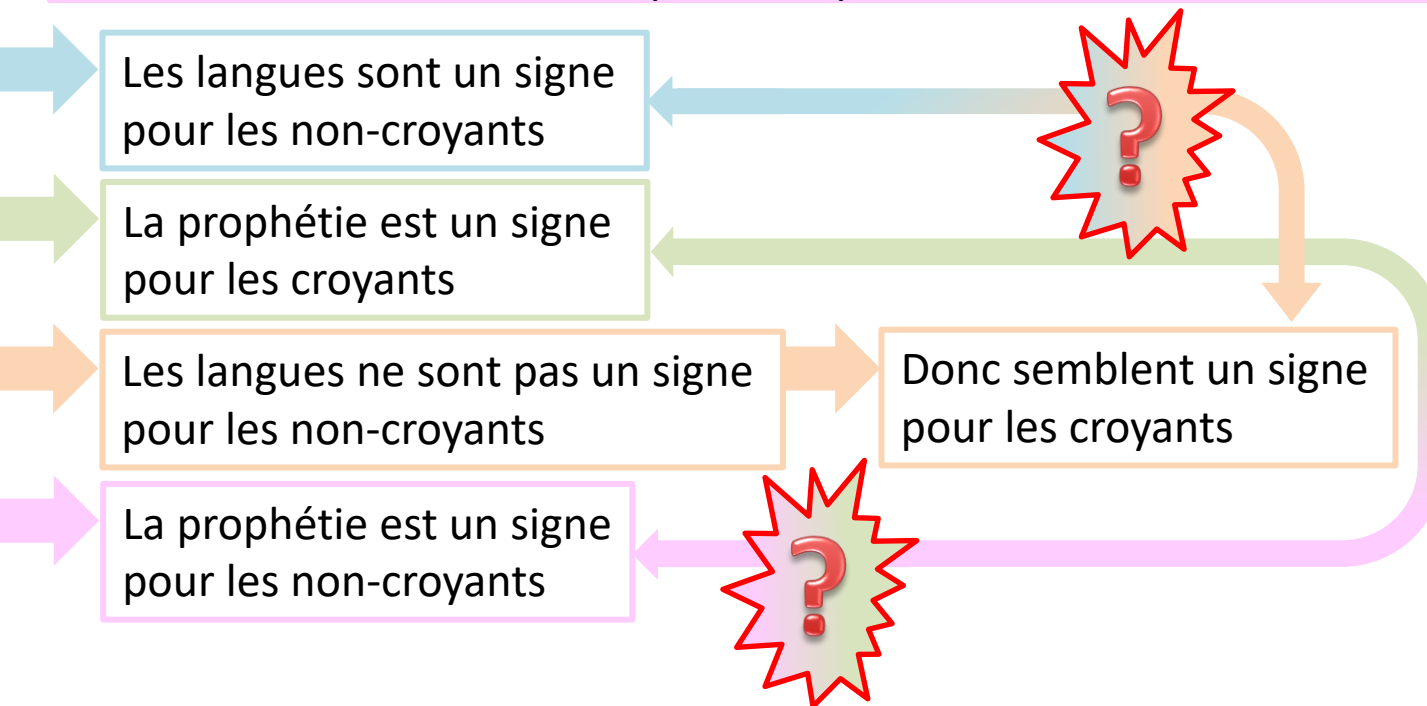 Les langues sont un signe
pour les non-croyants
?
La prophétie est un signe
pour les croyants
Les langues ne sont pas un signe
pour les non-croyants
Donc semblent un signe
pour les croyants
La prophétie est un signe
pour les non-croyants
?